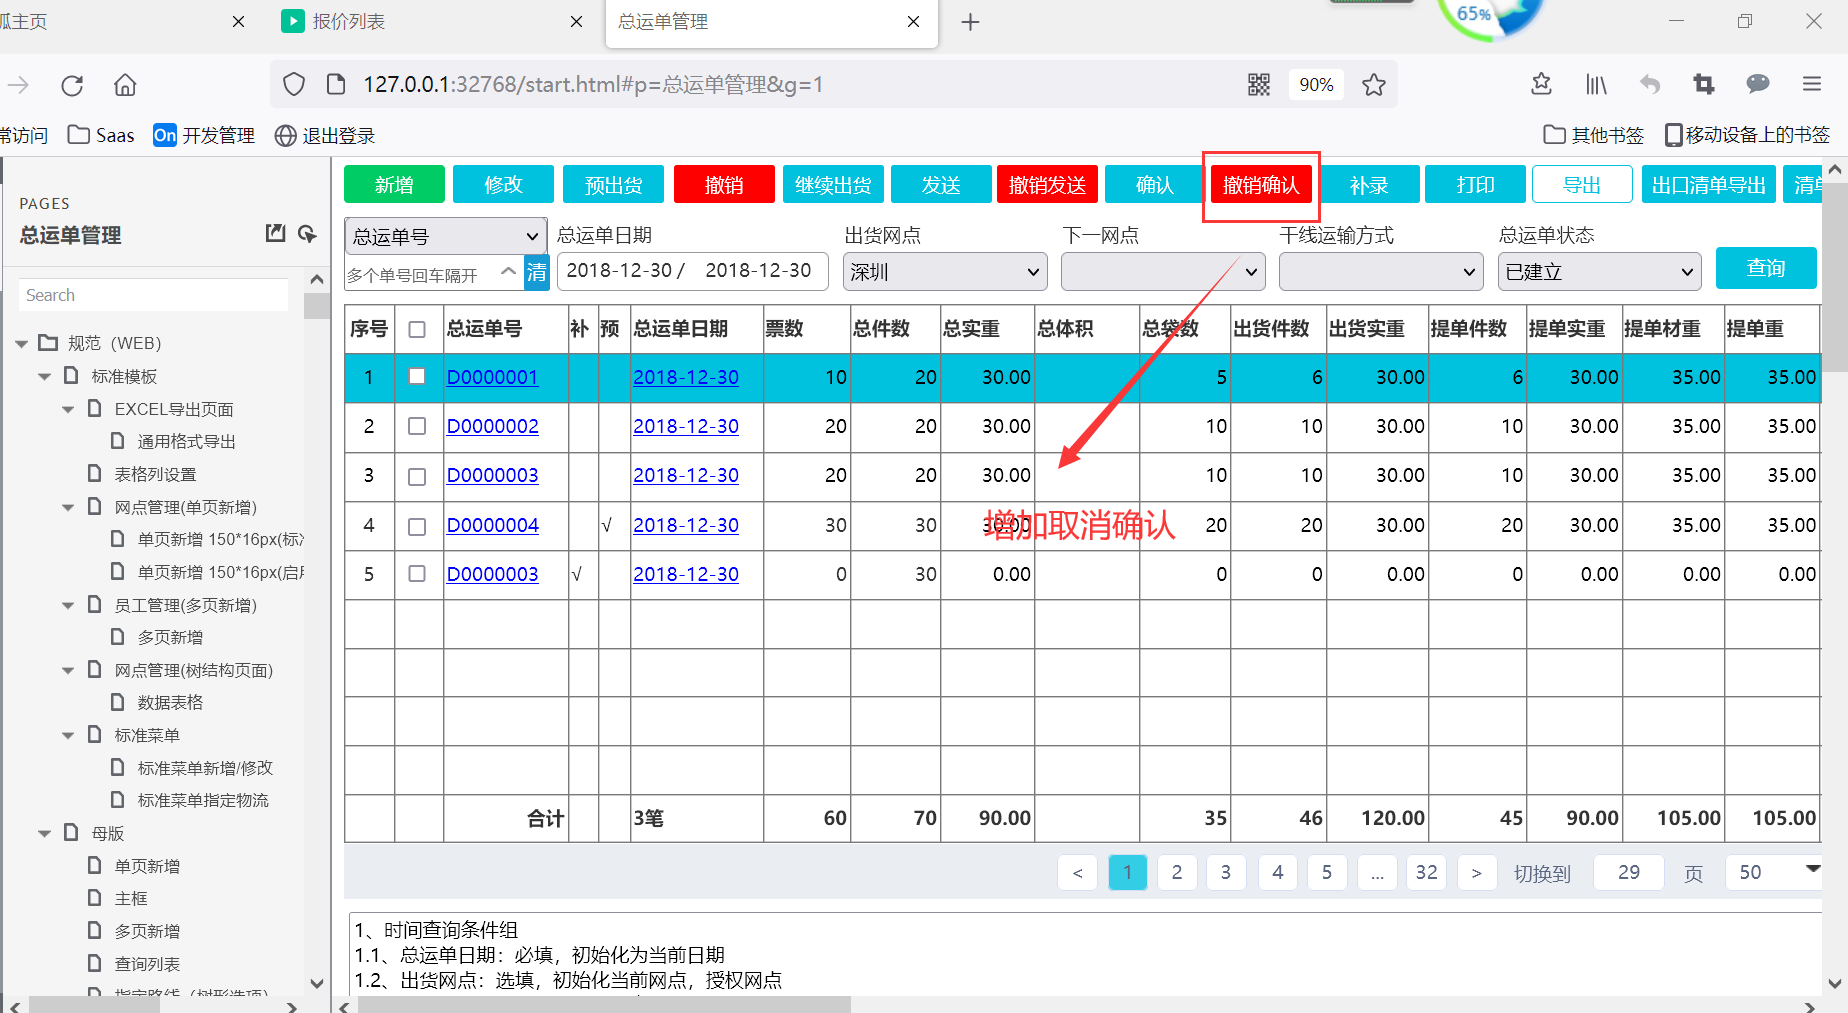 狐主页
报价列表
总运单管理
65%
127.0.0.1:32768/start.html#p=总运单管理&g=1
90%
常访问
Saas
On 开发管理
退出登录
其他书签
移动设备上的书签
PAGES
总运单管理
Search
规范（WEB）
标准模板
EXCEL导出页面
通用格式导出
表格列设置
网点管理(单页新增)
单页新增 150*16px(标准
单页新增 150*16px(启用
员工管理(多页新增)
多页新增
网点管理(树结构页面)
数据表格
标准菜单
标准菜单新增/修改
标准菜单指定物流
母版
单页新增
主框
多页新增
查询列表
指定路线（树形选项）
新增 修改 预出货 撤销 继续出货 发送 撤销发送 确认 撤销确认 补录 打印 导出 出口清单导出 清单
总运单号 总运单日期 出货网点 下一网点 干线运输方式 总运单状态
多个单号回车隔开 清 2018-12-30 / 2018-12-30 深圳 已建立 查询
序号 总运单号 补 预 总运单日期 票数 总件数 总实重 总体积 总袋数 出货件数 出货实重 提单件数 提单实重 提单材重 提单重
1 D0000001 2018-12-30 10 20 30.00 5 6 30.00 6 30.00 35.00 35.00
2 D0000002 2018-12-30 20 20 30.00 10 10 30.00 10 30.00 35.00 35.00
3 D0000003 2018-12-30 20 20 30.00 10 10 30.00 10 30.00 35.00 35.00
4 D0000004 √ 2018-12-30 30 30 30.00 20 20 30.00 20 30.00 35.00 35.00
增加取消确认
5 D0000003 √ 2018-12-30 0 30 0.00 0 0 0.00 0 0.00 0.00 0.00
合计 3笔 60 70 90.00 35 46 120.00 45 90.00 105.00 105.00
< 1 2 3 4 5 ... 32 > 切换到 29 页 50
1、时间查询条件组
1.1、总运单日期：必填，初始化为当前日期
1.2、出货网点：选填，初始化当前网点，授权网点